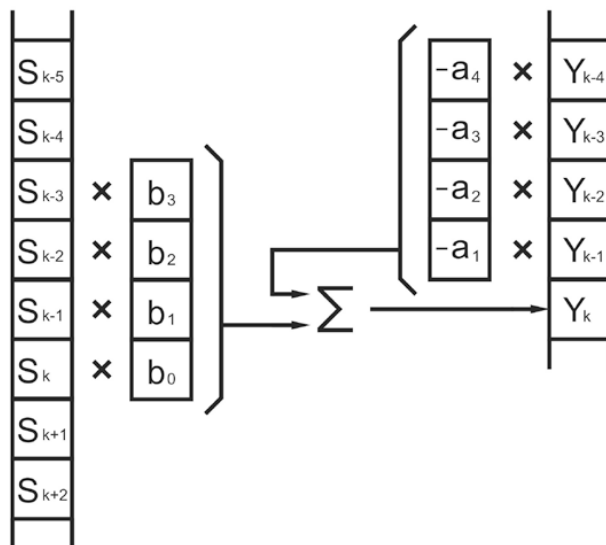 S k-5
S k-4
S k-3 × b3
S k-2 × b2
S k-1 × b1
S k × b0
S k+1
S k+2
Σ
-a4 × Y k-4
-a3 × Y k-3
-a2 × Y k-2
-a1 × Y k-1
Y k